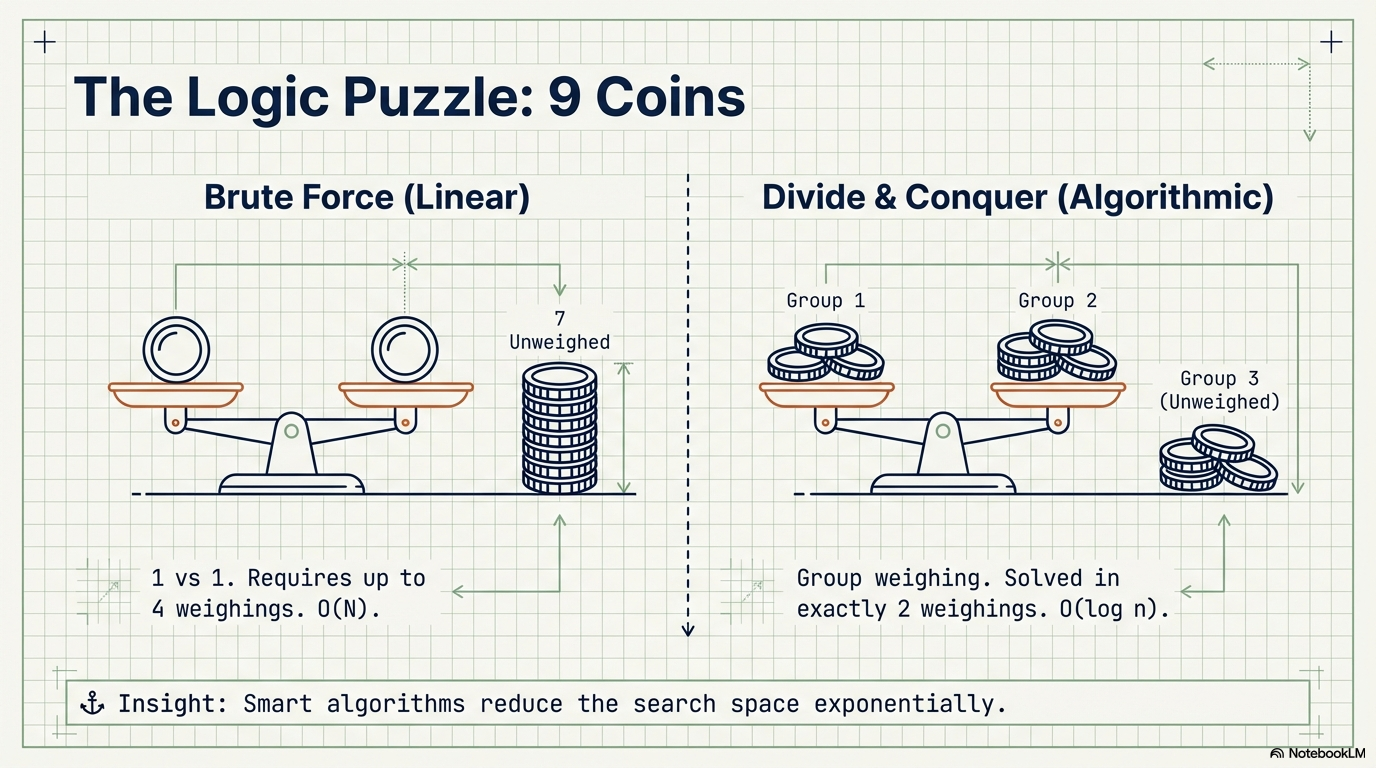 The Logic Puzzle: 9 Coins
Brute Force (Linear)
7
Unweighed
1 vs 1. Requires up to
4 weighings. O(N).
Divide & Conquer (Algorithmic)
Group 1
Group 2
Group 3
(Unweighed)
Group weighing. Solved in
exactly 2 weighings. O(log n).
Insight: Smart algorithms reduce the search space exponentially.
NotebookLM